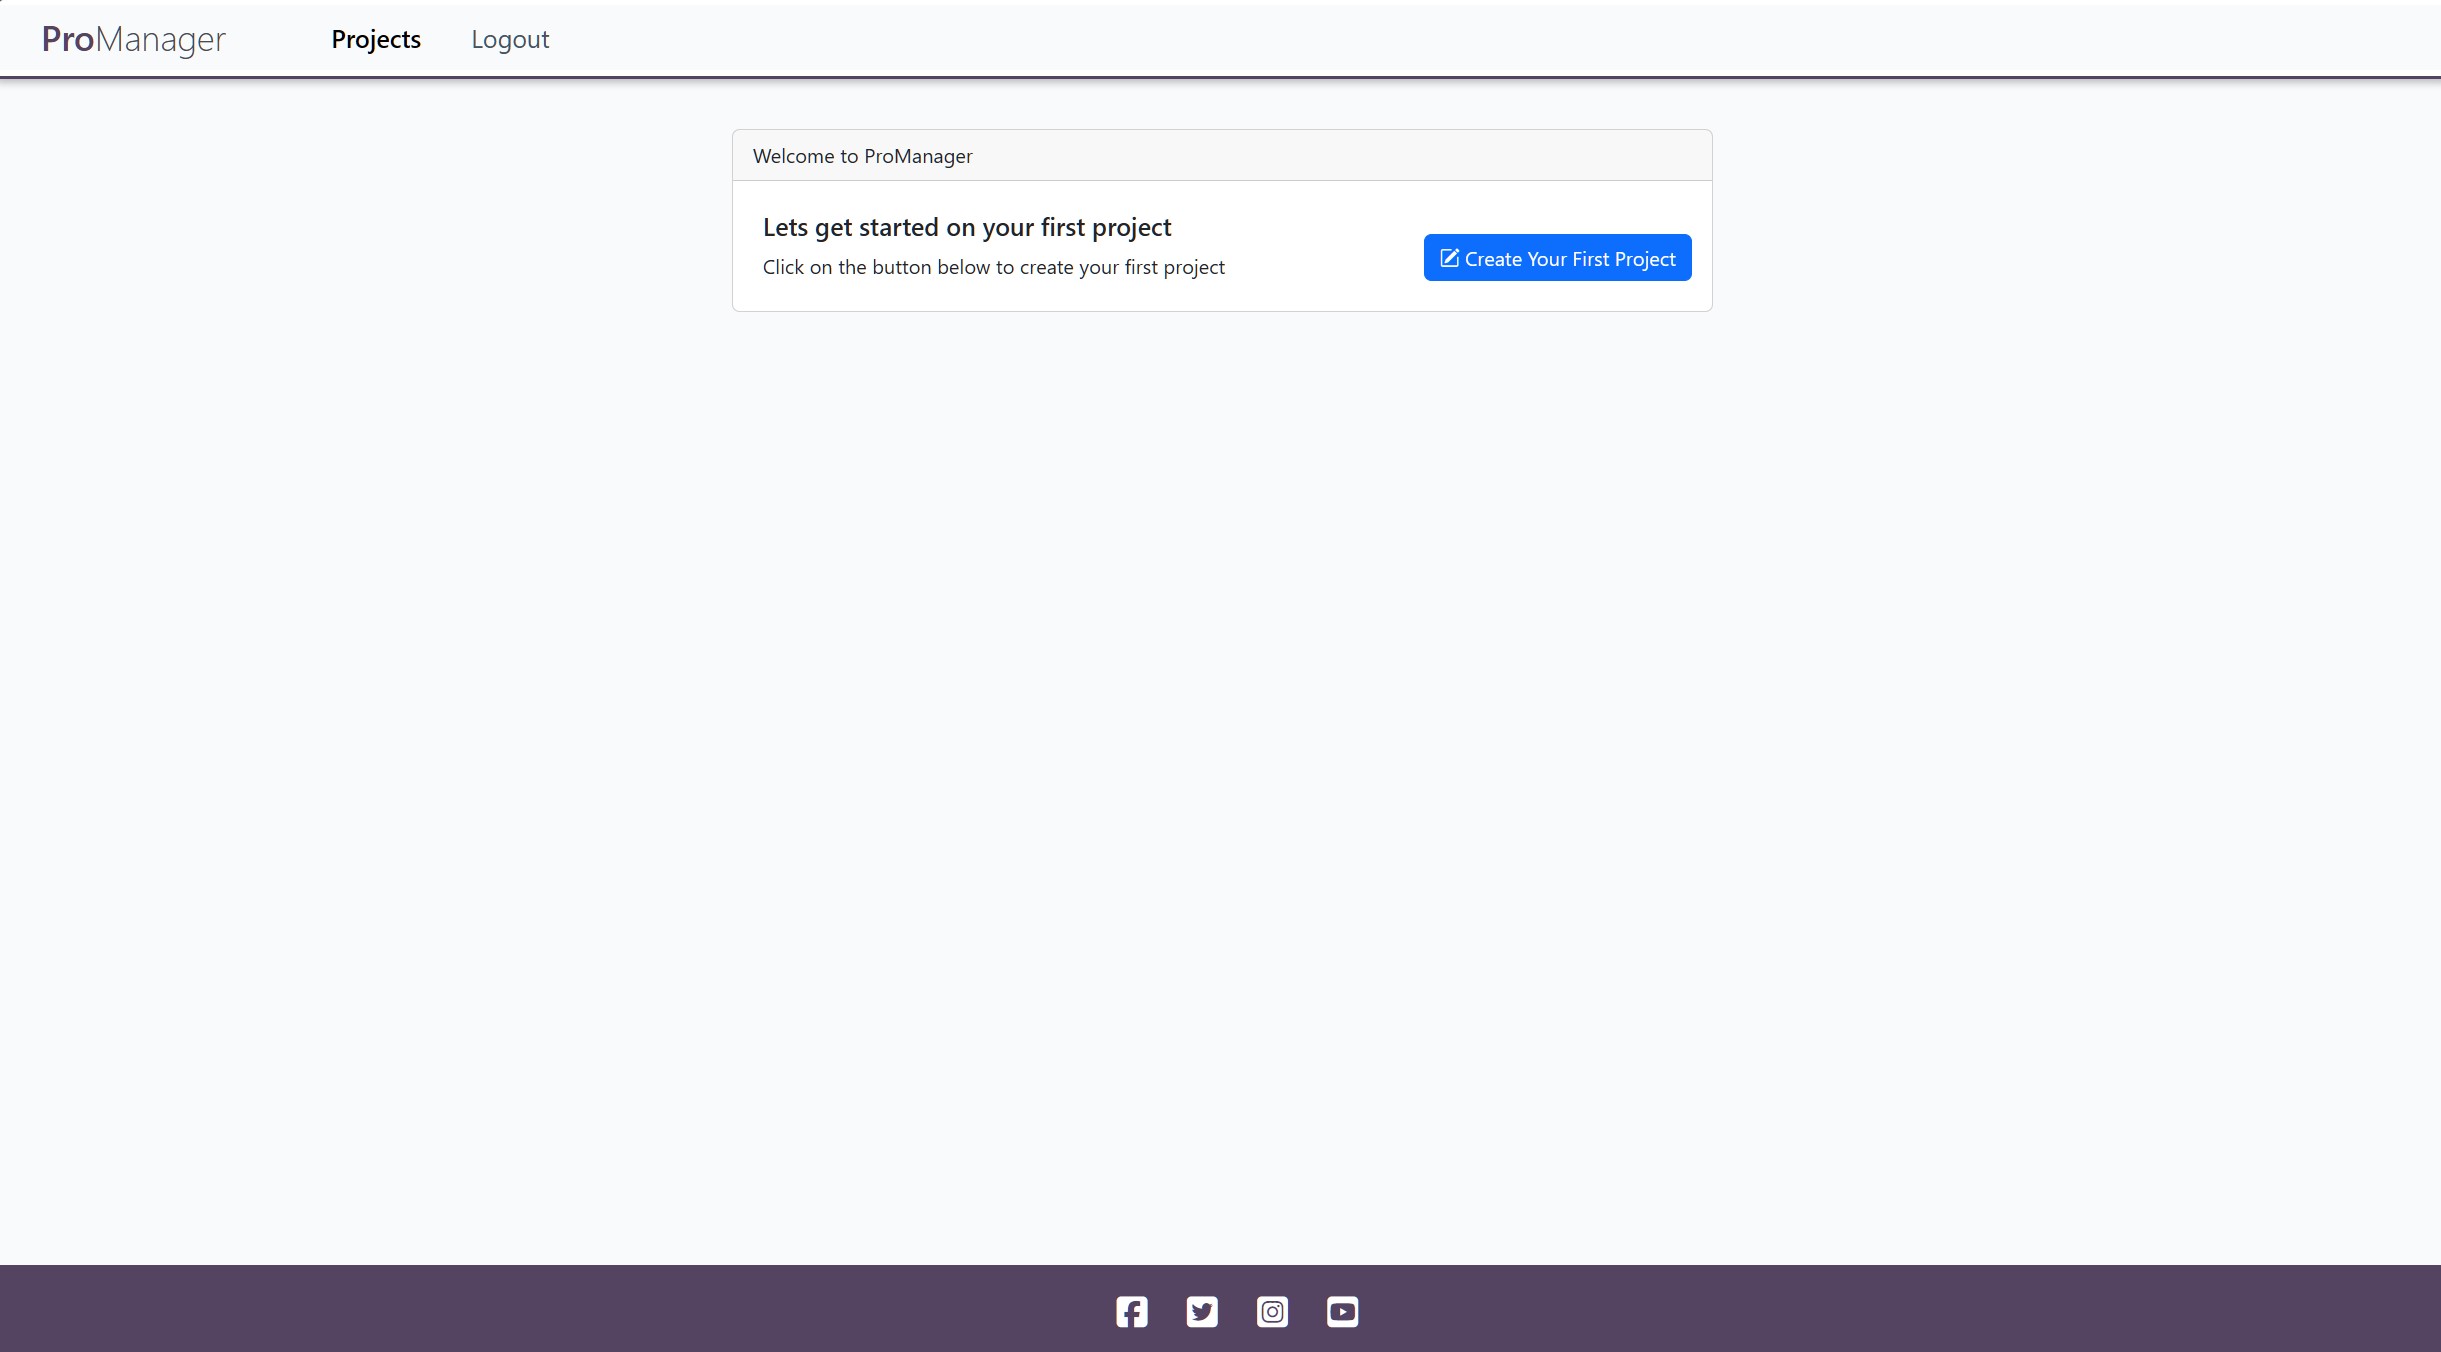 ProManager Projects Logout
Welcome to ProManager
Lets get started on your first project
Click on the button below to create your first project
Create Your First Project